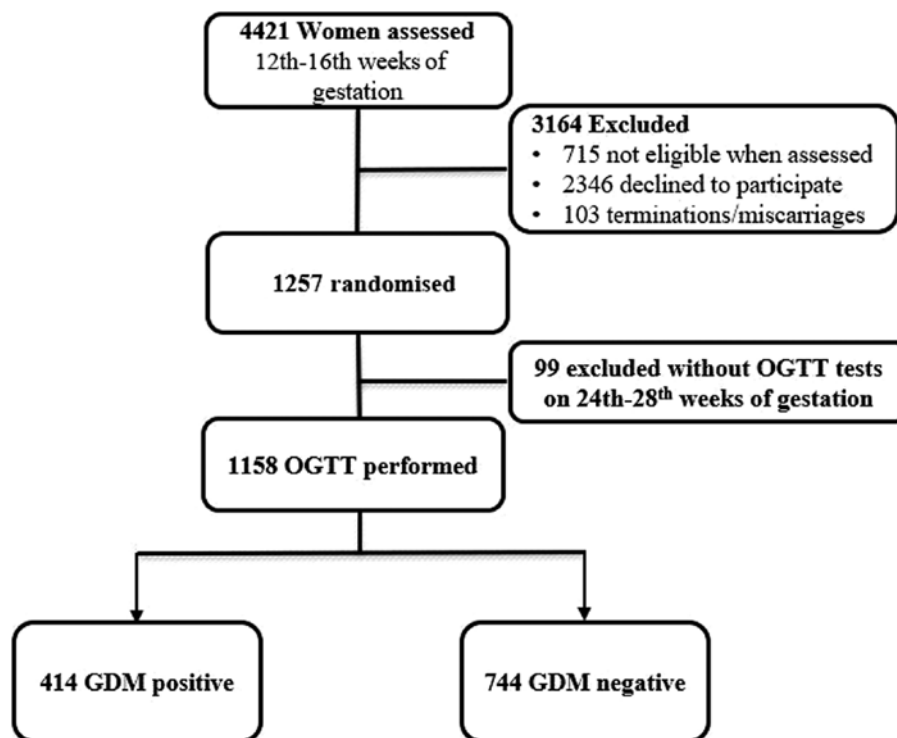 4421 Women assessed
12th-16th weeks of
gestation
3164 Excluded
• 715 not eligible when assessed
• 2346 declined to participate
• 103 terminations/miscarriages
1257 randomised
99 excluded without OGTT tests
on 24th-28th weeks of gestation
1158 OGTT performed
414 GDM positive
744 GDM negative